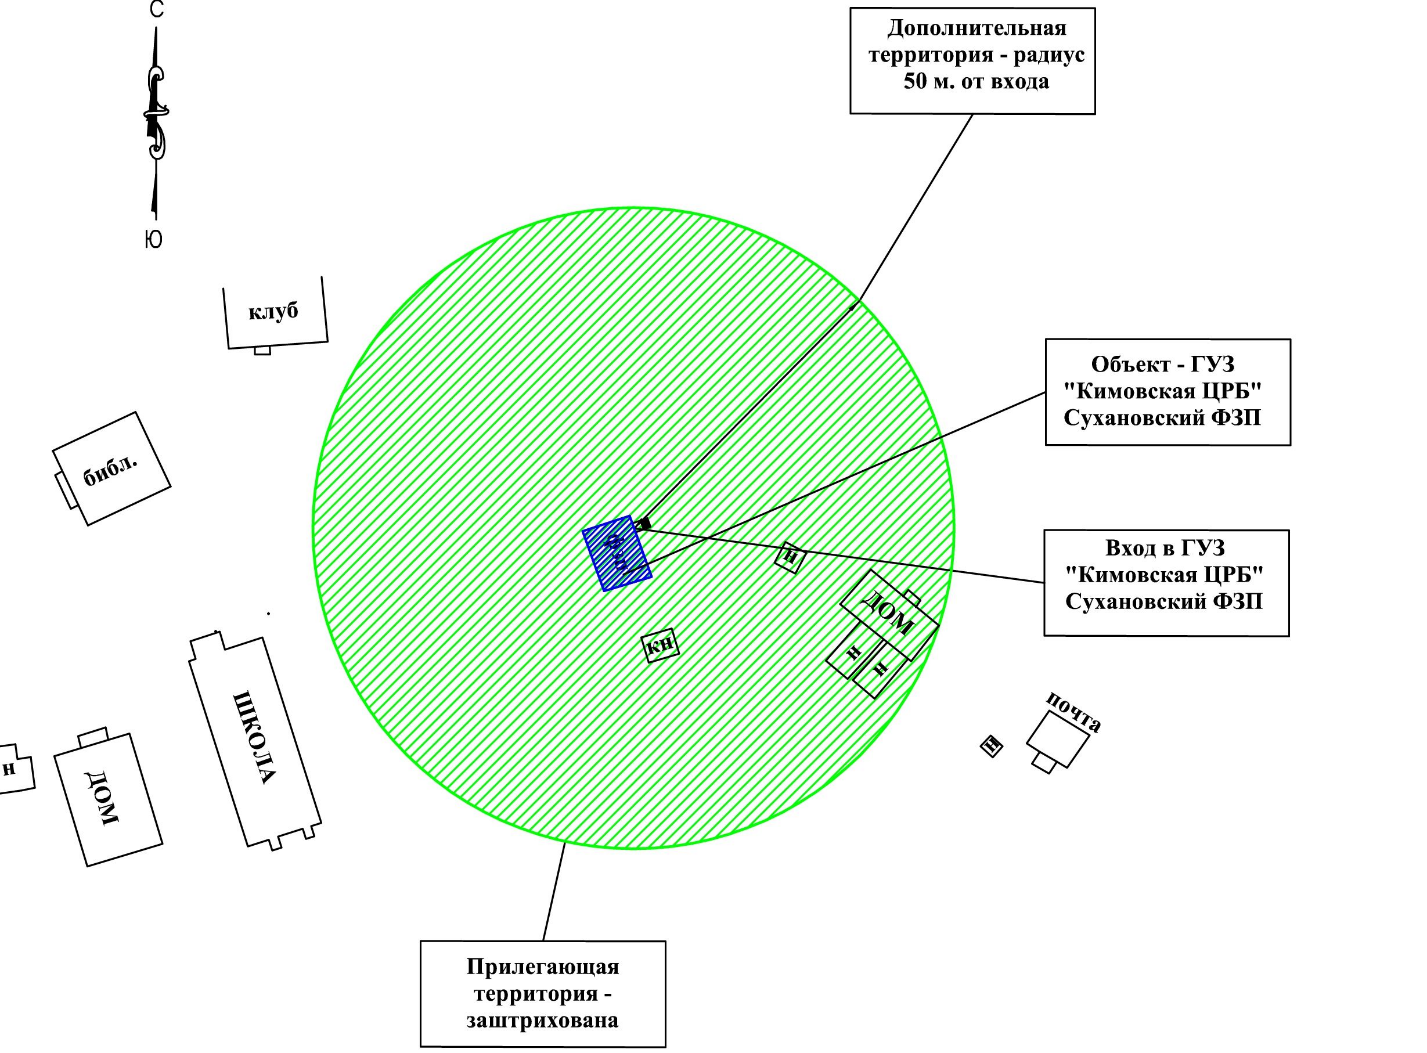 С
Ю
Дополнительная
территория - радиус
50 м. от входа
клуб
Объект - ГУЗ
"Кимовская ЦРБ"
Сухановский ФЗП
библ.
фзп
н
Вход в ГУЗ
"Кимовская ЦРБ"
Сухановский ФЗП
ДОМ
кн
н
н
ШКОЛА
почта
н
н
ДОМ
Прилегающая
территория -
заштрихована